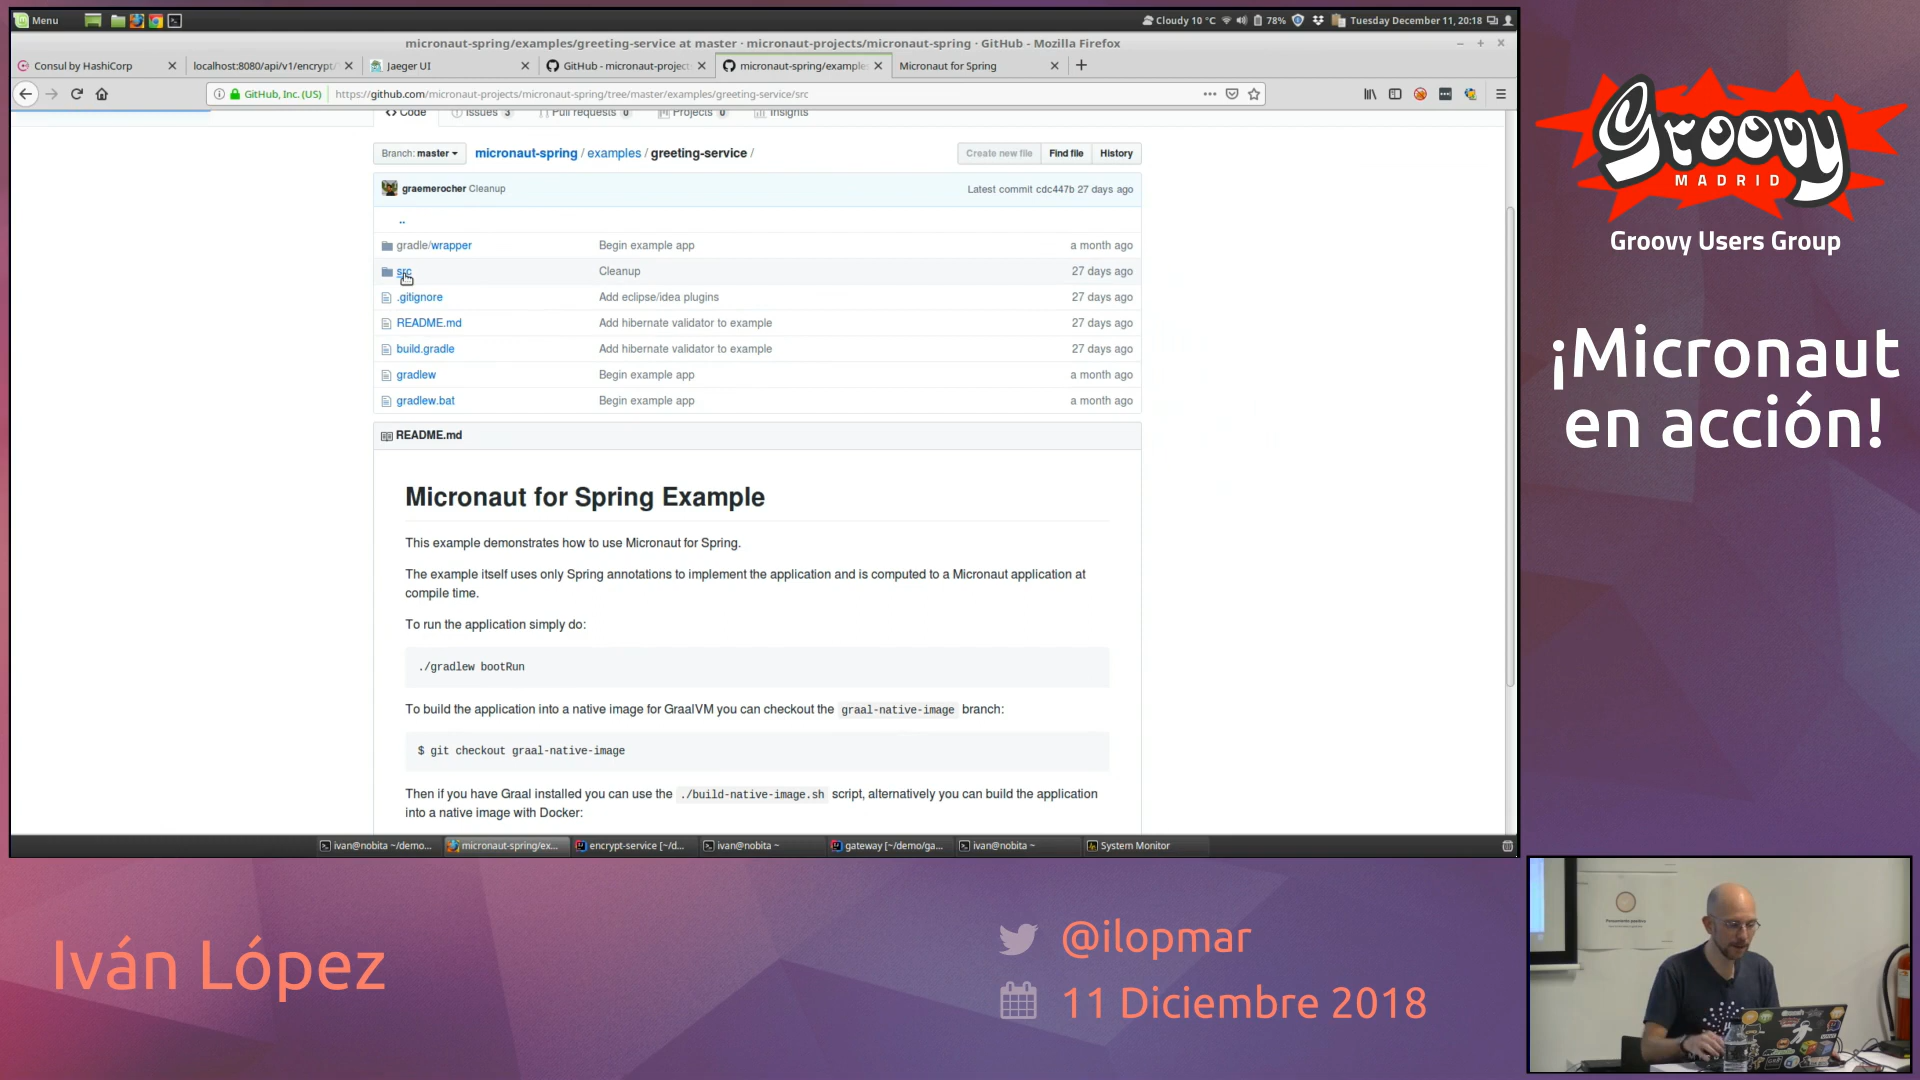 Menu
Cloudy 10 °C 78% Tuesday December 11, 20:18
micronaut-spring/examples/greeting-service at master · micronaut-projects/micronaut-spring · GitHub - Mozilla Firefox
Consul by HashiCorp localhost:8080/api/v1/encrypt/ Jaeger UI GitHub - micronaut-project micronaut-spring/example Micronaut for Spring
GitHub, Inc. (US) https://github.com/micronaut-projects/micronaut-spring/tree/master/examples/greeting-service/src
Code Issues 3 Pull requests 0 Projects 0 Insights
Branch: master micronaut-spring / examples / greeting-service / Create new file Find file History
graemerocher Cleanup Latest commit cdc447b 27 days ago
..
gradle/wrapper Begin example app a month ago
src Cleanup 27 days ago
.gitignore Add eclipse/idea plugins 27 days ago
README.md Add hibernate validator to example 27 days ago
build.gradle Add hibernate validator to example 27 days ago
gradlew Begin example app a month ago
gradlew.bat Begin example app a month ago
README.md
Micronaut for Spring Example
This example demonstrates how to use Micronaut for Spring.
The example itself uses only Spring annotations to implement the application and is computed to a Micronaut application at
compile time.
To run the application simply do:
./gradlew bootRun
To build the application into a native image for GraalVM you can checkout the graal-native-image branch:
$ git checkout graal-native-image
Then if you have Graal installed you can use the ./build-native-image.sh script, alternatively you can build the application
into a native image with Docker:
ivan@nobita ~/demo... micronaut-spring/ex... encrypt-service [~/d... ivan@nobita ~ gateway [~/demo/ga... ivan@nobita ~ System Monitor
Groovy
MADRID
Groovy Users Group
¡Micronaut
en acción!
Iván López
@ilopmar
11 Diciembre 2018